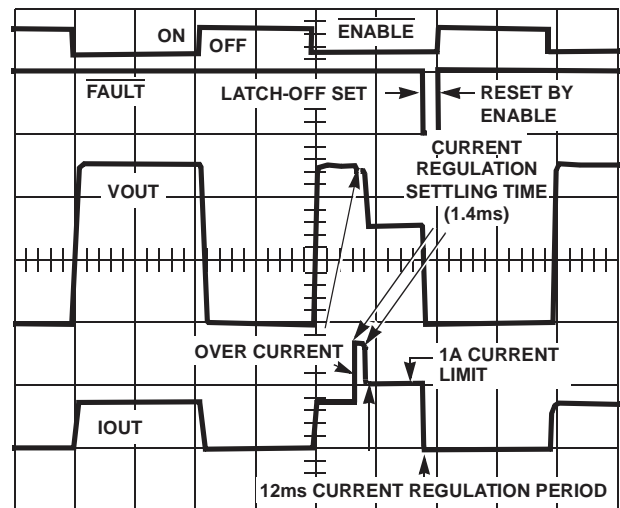 ON
OFF
ENABLE
FAULT
LATCH-OFF SET
RESET BY
ENABLE
CURRENT
REGULATION
SETTLING TIME
(1.4ms)
VOUT
OVER CURRENT
1A CURRENT
LIMIT
IOUT
12ms CURRENT REGULATION PERIOD